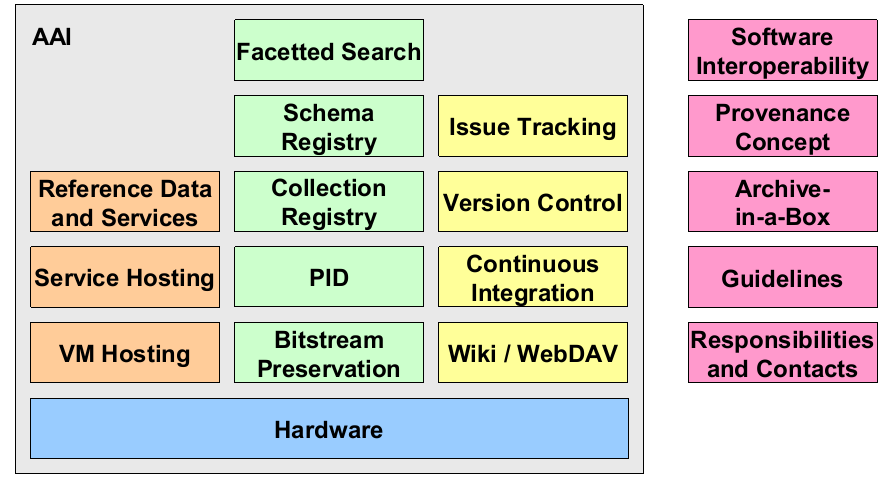 AAI
Facetted Search
Schema
Registry
Issue Tracking
Reference Data
and Services
Collection
Registry
Version Control
Service Hosting
PID
Continuous
Integration
VM Hosting
Bitstream
Preservation
Wiki / WebDAV
Hardware
Software
Interoperability
Provenance
Concept
Archive-
in-a-Box
Guidelines
Responsibilities
and Contacts